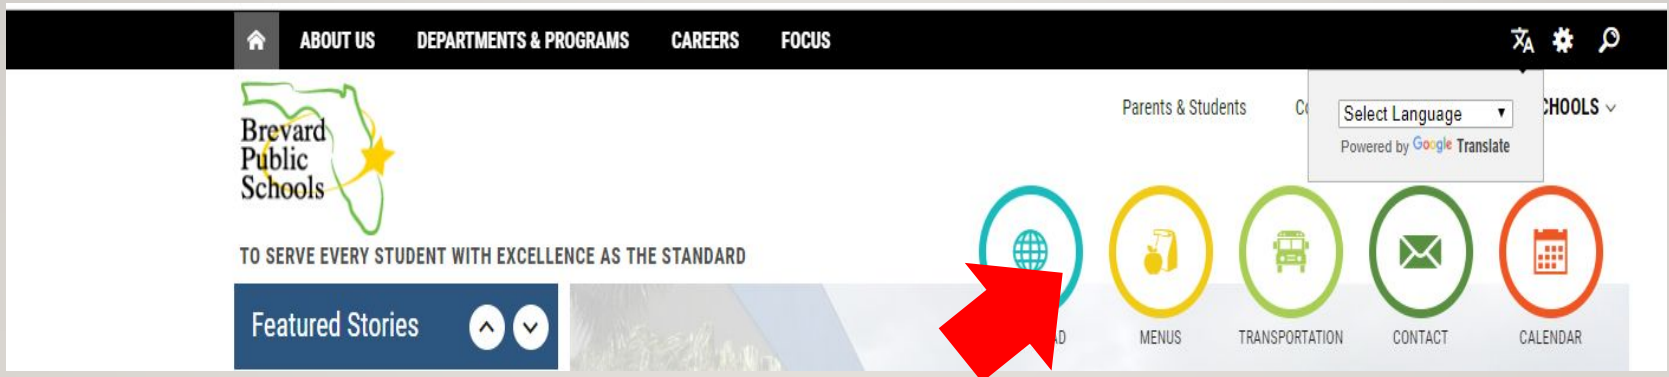 ABOUT US DEPARTMENTS & PROGRAMS CAREERS FOCUS
Brevard
Public
Schools
Parents & Students
Select Language
Powered by Google Translate
TO SERVE EVERY STUDENT WITH EXCELLENCE AS THE STANDARD
Featured Stories
MENUS TRANSPORTATION CONTACT CALENDAR